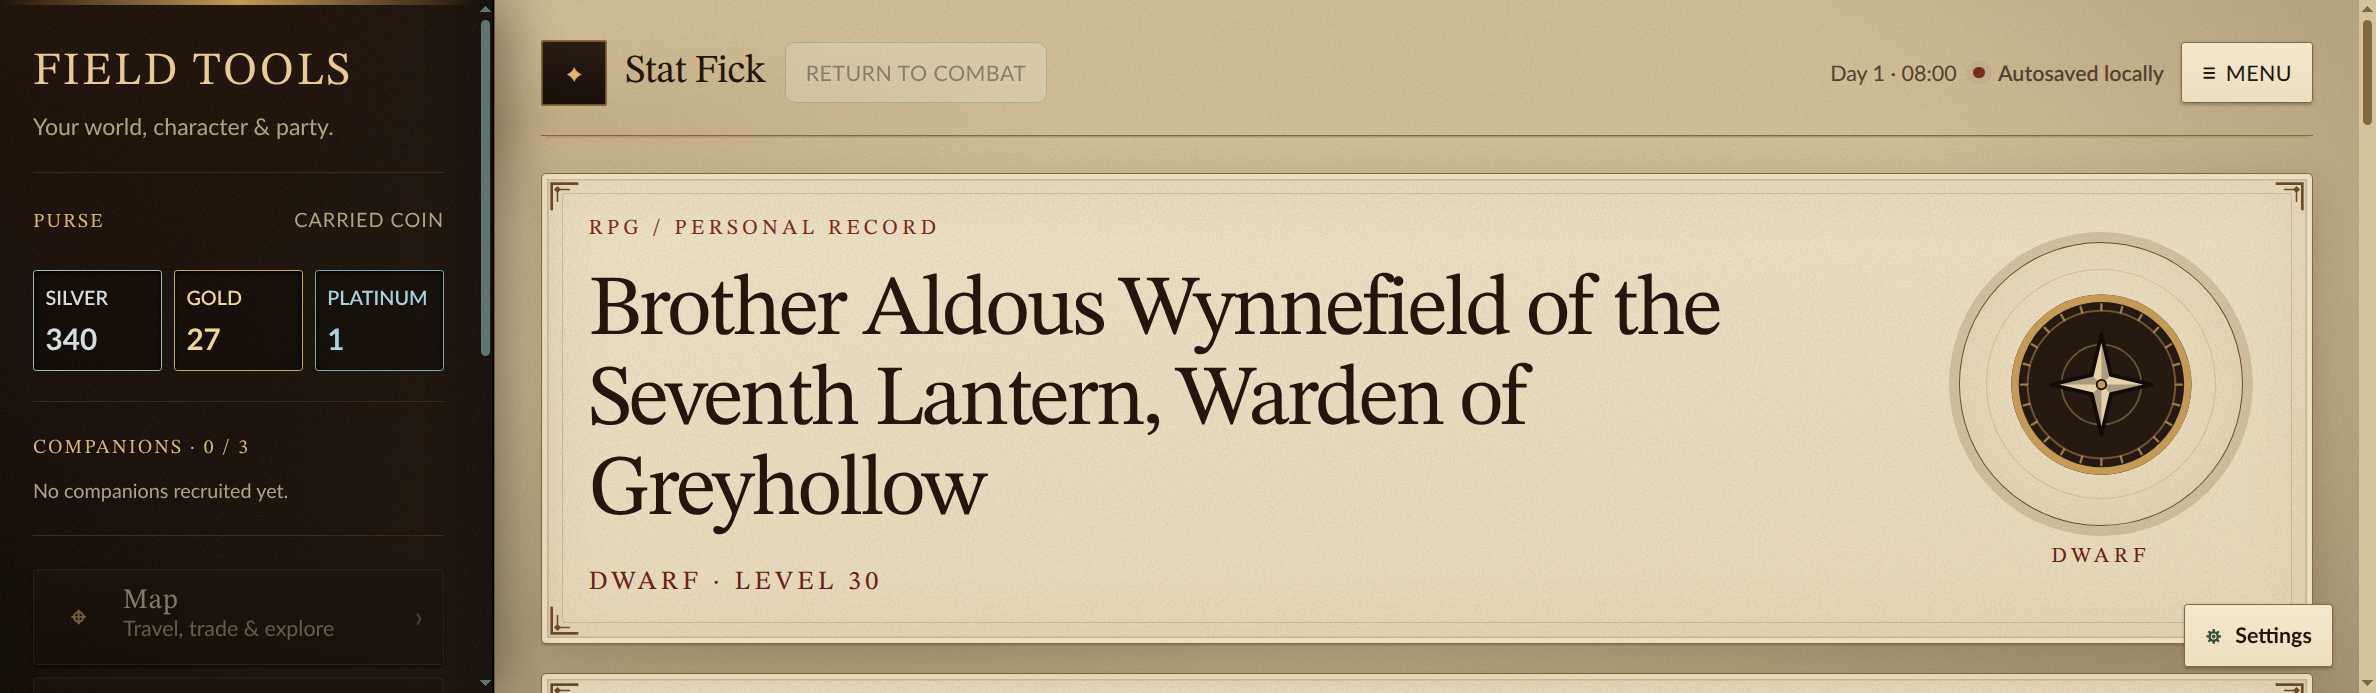 FIELD TOOLS
Your world, character & party.
PURSE
CARRIED COIN
SILVER
340
GOLD
27
PLATINUM
1
COMPANIONS · 0 / 3
No companions recruited yet.
Map
Travel, trade & explore
Stat Fick
RETURN TO COMBAT
Day 1 · 08:00
Autosaved locally
MENU
RPG / PERSONAL RECORD
Brother Aldous Wynnefield of the
Seventh Lantern, Warden of
Greyhollow
DWARF · LEVEL 30
DWARF
Settings